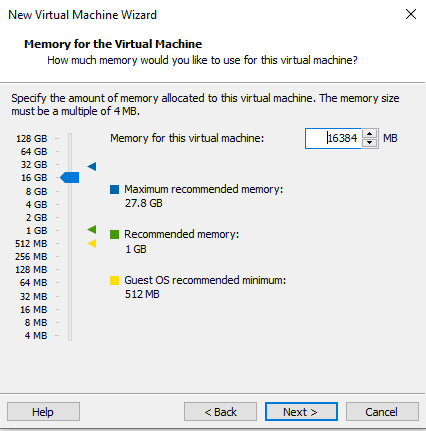 New Virtual Machine Wizard
Memory for the Virtual Machine
How much memory would you like to use for this virtual machine?
Specify the amount of memory allocated to this virtual machine. The memory size
must be a multiple of 4 MB.
128 GB
64 GB
32 GB
16 GB
8 GB
4 GB
2 GB
1 GB
512 MB
256 MB
128 MB
64 MB
32 MB
16 MB
8 MB
4 MB
Memory for this virtual machine: 16384 MB
Maximum recommended memory:
27.8 GB
Recommended memory:
1 GB
Guest OS recommended minimum:
512 MB
Help
< Back
Next >
Cancel